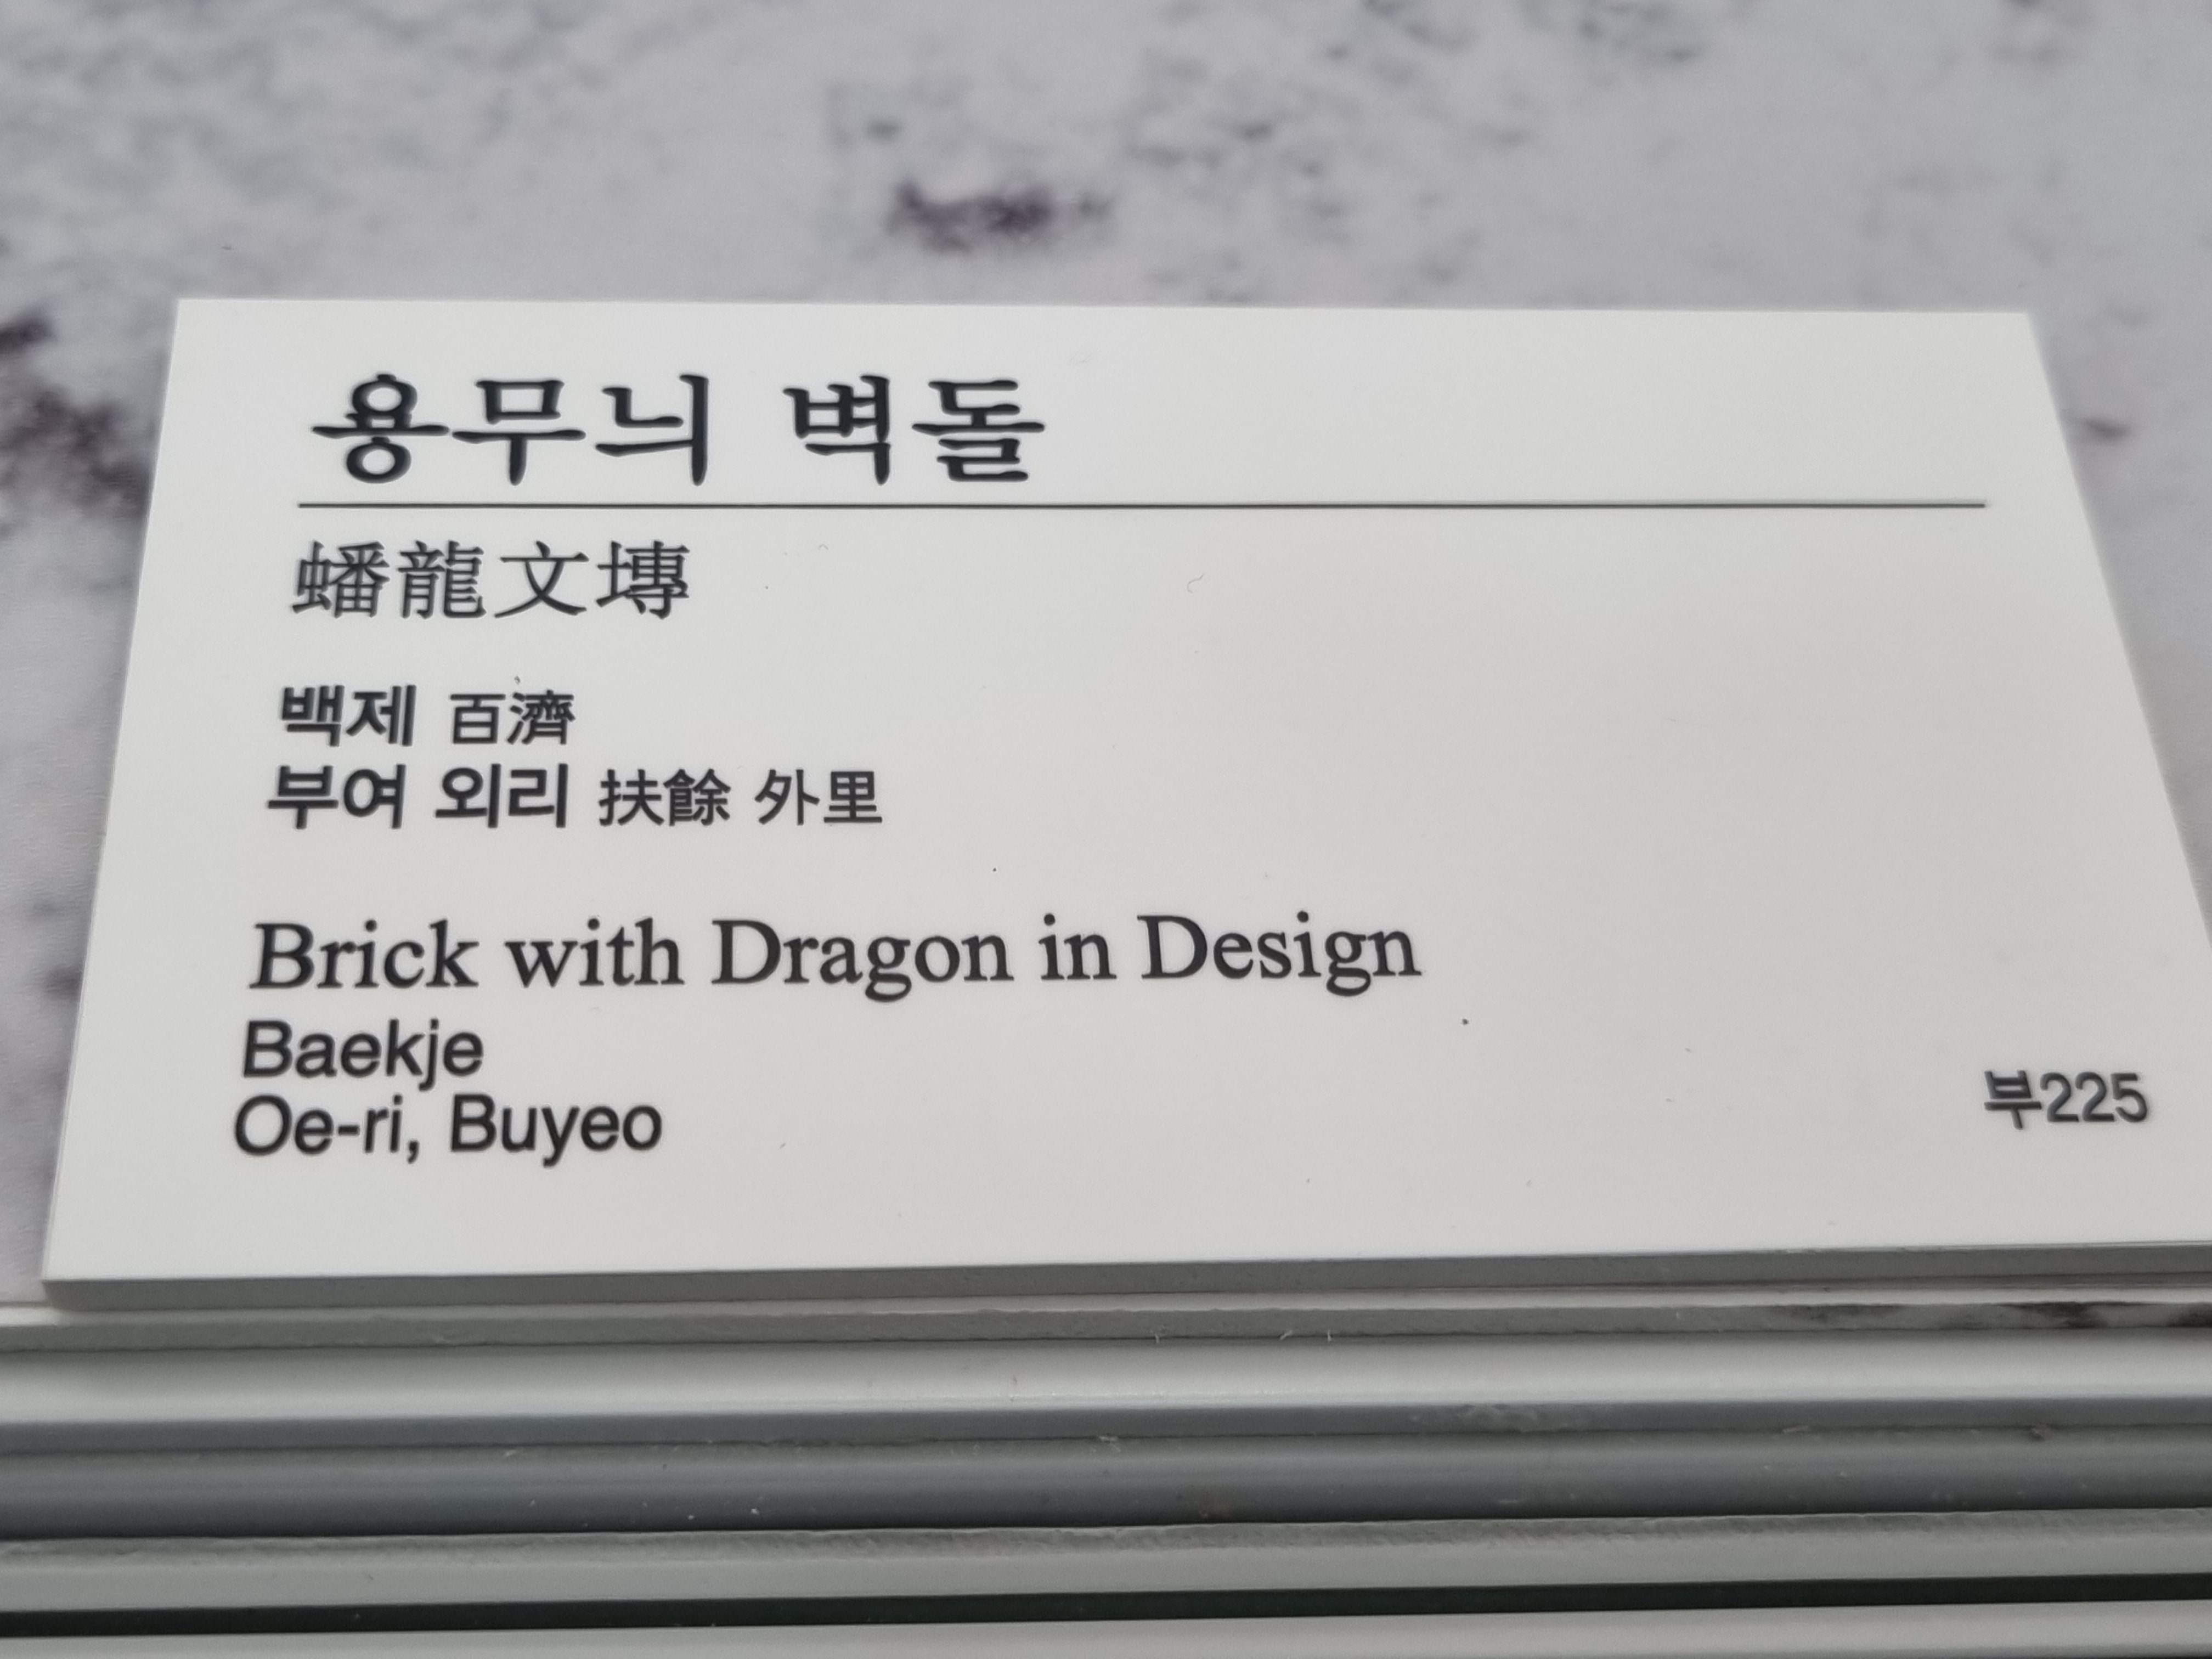 용무늬 벽돌
蟠龍文塼
백제 百濟
부여 외리 扶餘 外里
Brick with Dragon in Design
Baekje
Oe-ri, Buyeo
부225